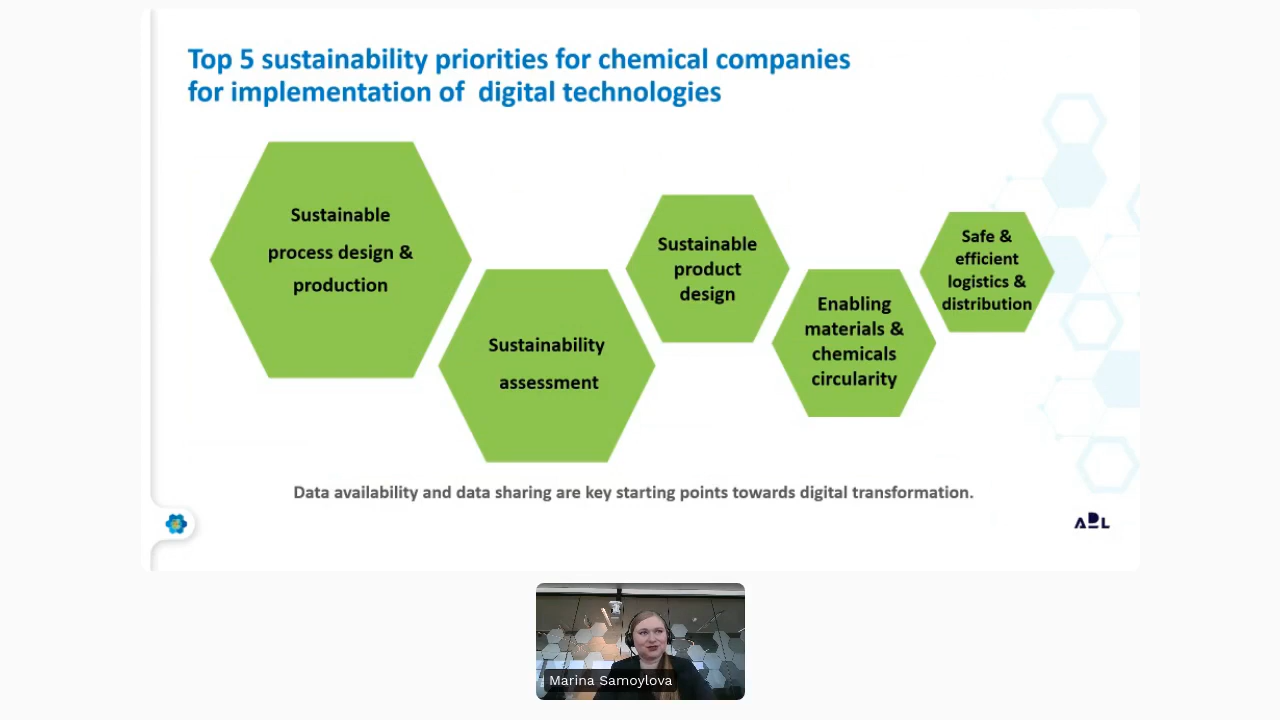 Top 5 sustainability priorities for chemical companies
for implementation of digital technologies
Sustainable
process design &
production
Sustainability
assessment
Sustainable
product
design
Enabling
materials &
chemicals
circularity
Safe &
efficient
logistics &
distribution
Data availability and data sharing are key starting points towards digital transformation.
ADL
Marina Samoylova